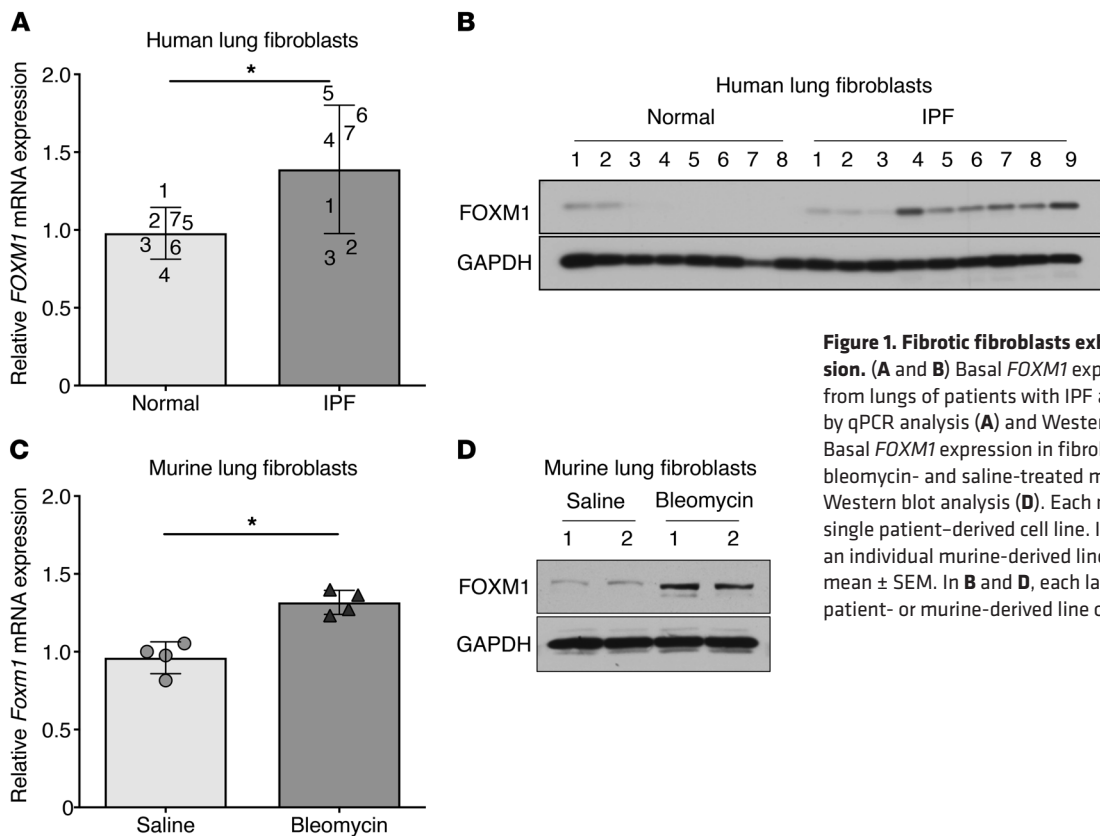 A
Human lung fibroblasts
*
Relative FOXM1 mRNA expression
2.0
1.5
1.0
0.5
0
1
2 7 5
3 6
4
5
6
4 7
1
3 2
Normal IPF
B
Human lung fibroblasts
Normal IPF
1 2 3 4 5 6 7 8 1 2 3 4 5 6 7 8 9
FOXM1
GAPDH
C
Murine lung fibroblasts
*
Relative Foxm1 mRNA expression
2.0
1.5
1.0
0.5
0
Saline Bleomycin
D
Murine lung fibroblasts
Saline Bleomycin
1 2 1 2
FOXM1
GAPDH
Figure 1. Fibrotic fibroblasts exh
sion. (A and B) Basal FOXM1 exp
from lungs of patients with IPF a
by qPCR analysis (A) and Wester
Basal FOXM1 expression in fibrol
bleomycin- and saline-treated m
Western blot analysis (D). Each n
single patient–derived cell line. I
an individual murine-derived line
mean ± SEM. In B and D, each la
patient- or murine-derived line o